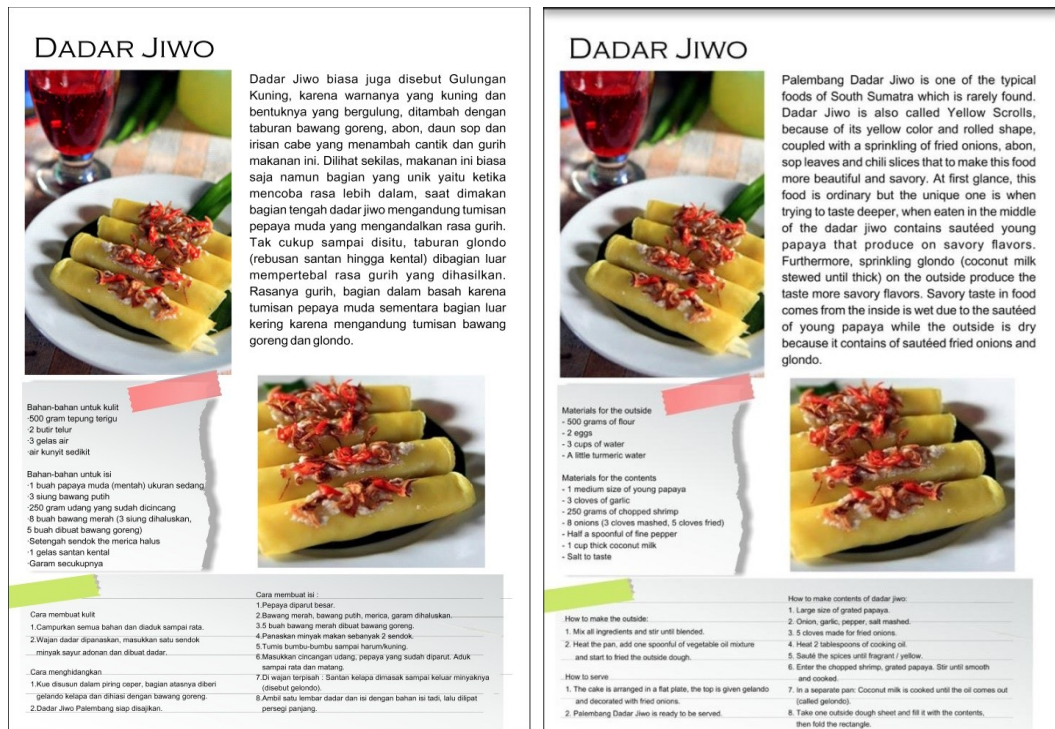 DADAR JIWO
Dadar Jiwo biasa juga disebut Gulungan
Kuning, karena warnanya yang kuning dan
bentuknya yang bergulung, ditambah dengan
taburan bawang goreng, abon, daun sop dan
irisan cabe yang menambah cantik dan gurih
makanan ini. Dilihat sekilas, makanan ini biasa
saja namun bagian yang unik yaitu ketika
mencoba rasa lebih dalam, saat dimakan
bagian tengah dadar jiwo mengandung tumisan
pepaya muda yang mengandalkan rasa gurih.
Tak cukup sampai disitu, taburan glondo
(rebusan santan hingga kental) dibagian luar
mempertebal rasa gurih yang dihasilkan.
Rasanya gurih, bagian dalam basah karena
tumisan pepaya muda sementara bagian luar
kering karena mengandung tumisan bawang
goreng dan glondo.
Bahan-bahan untuk kulit
·500 gram tepung terigu
·2 butir telur
·3 gelas air
·air kunyit sedikit
Bahan-bahan untuk isi
·1 buah papaya muda (mentah) ukuran sedang
·3 siung bawang putih
·250 gram udang yang sudah dicincang
·8 buah bawang merah (3 siung dihaluskan,
5 buah dibuat bawang goreng)
·Setengah sendok the merica halus
·1 gelas santan kental
·Garam secukupnya
Cara membuat kulit
1.Campurkan semua bahan dan diaduk sampai rata.
2.Wajan dadar dipanaskan, masukkan satu sendok
minyak sayur adonan dan dibuat dadar.
Cara menghidangkan
1.Kue disusun dalam piring ceper, bagian atasnya diberi
gelando kelapa dan dihiasi dengan bawang goreng.
2.Dadar Jiwo Palembang siap disajikan.
Cara membuat isi :
1.Pepaya diparut besar.
2.Bawang merah, bawang putih, merica, garam dihaluskan.
3.5 buah bawang merah dibuat bawang goreng.
4.Panaskan minyak makan sebanyak 2 sendok.
5.Tumis bumbu-bumbu sampai harum/kuning.
6.Masukkan cincangan udang, pepaya yang sudah diparut. Aduk
sampai rata dan matang.
7.Di wajan terpisah : Santan kelapa dimasak sampai keluar minyaknya
(disebut gelondo).
8.Ambil satu lembar dadar dan isi dengan bahan isi tadi, lalu dilipat
persegi panjang.
DADAR JIWO
Palembang Dadar Jiwo is one of the typical
foods of South Sumatra which is rarely found.
Dadar Jiwo is also called Yellow Scrolls,
because of its yellow color and rolled shape,
coupled with a sprinkling of fried onions, abon,
sop leaves and chili slices that to make this food
more beautiful and savory. At first glance, this
food is ordinary but the unique one is when
trying to taste deeper, when eaten in the middle
of the dadar jiwo contains sautéed young
papaya that produce on savory flavors.
Furthermore, sprinkling glondo (coconut milk
stewed until thick) on the outside produce the
taste more savory flavors. Savory taste in food
comes from the inside is wet due to the sautéed
of young papaya while the outside is dry
because it contains of sautéed fried onions and
glondo.
Materials for the outside
- 500 grams of flour
- 2 eggs
- 3 cups of water
- A little turmeric water
Materials for the contents
- 1 medium size of young papaya
- 3 cloves of garlic
- 250 grams of chopped shrimp
- 8 onions (3 cloves mashed, 5 cloves fried)
- Half a spoonful of fine pepper
- 1 cup thick coconut milk
- Salt to taste
How to make the outside:
1. Mix all ingredients and stir until blended.
2. Heat the pan, add one spoonful of vegetable oil mixture
and start to fried the outside dough.
How to serve
1. The cake is arranged in a flat plate, the top is given gelando
and decorated with fried onions.
2. Palembang Dadar Jiwo is ready to be served.
How to make contents of dadar jiwo:
1. Large size of grated papaya.
2. Onion, garlic, pepper, salt mashed.
3. 5 cloves made for fried onions.
4. Heat 2 tablespoons of cooking oil.
5. Sauté the spices until fragrant / yellow.
6. Enter the chopped shrimp, grated papaya. Stir until smooth
and cooked.
7. In a separate pan: Coconut milk is cooked until the oil comes out
(called gelondo).
8. Take one outside dough sheet and fill it with the contents,
then fold the rectangle.